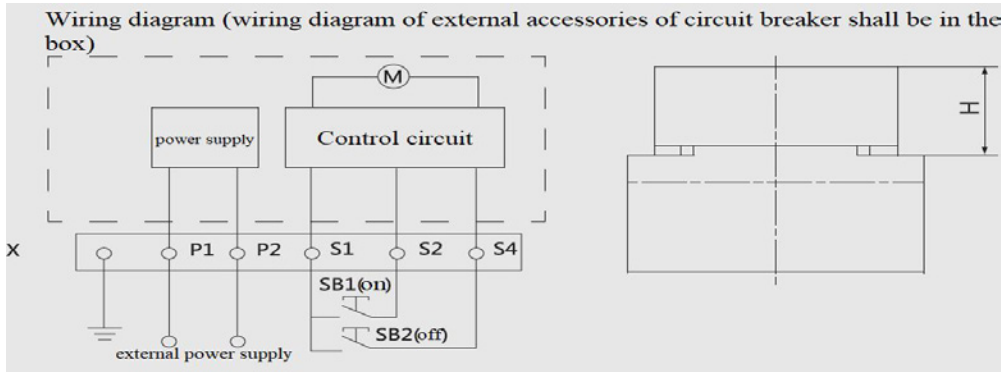 Wiring diagram (wiring diagram of external accessories of circuit breaker shall be in the
box)
M
power supply
Control circuit
H
x
P1
P2
S1
S2
S4
SB1(on)
SB2(off)
external power supply